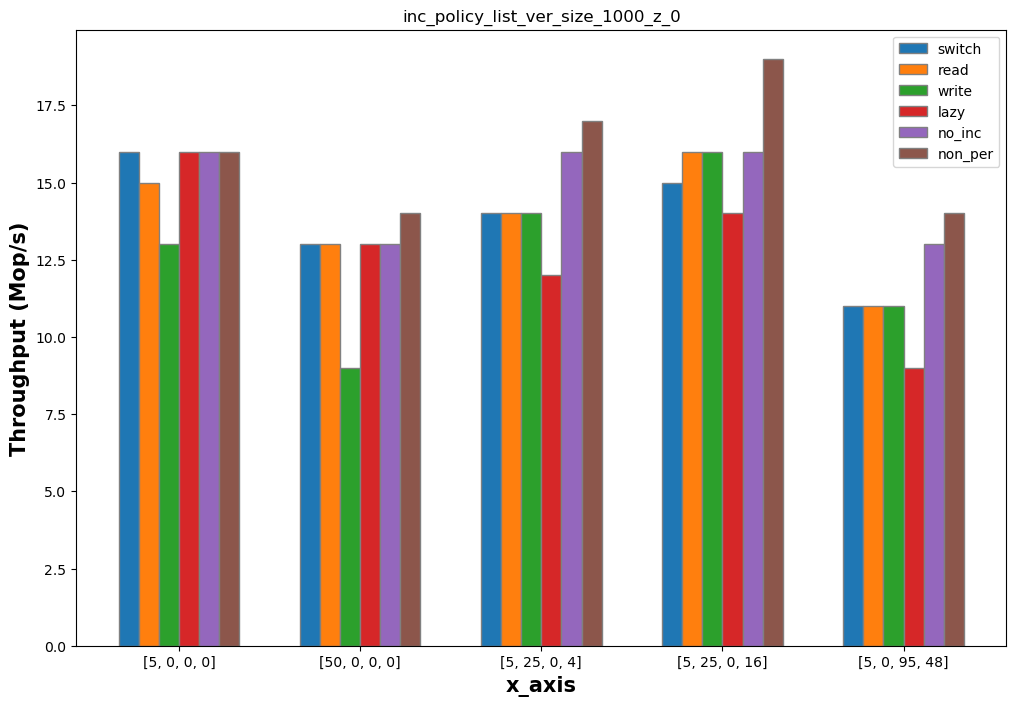 inc_policy_list_ver_size_1000_z_0
switch
read
write
lazy
no_inc
non_per
Throughput (Mop/s)
17.5
15.0
12.5
10.0
7.5
5.0
2.5
0.0
[5, 0, 0, 0]
[50, 0, 0, 0]
[5, 25, 0, 4]
[5, 25, 0, 16]
[5, 0, 95, 48]
x_axis